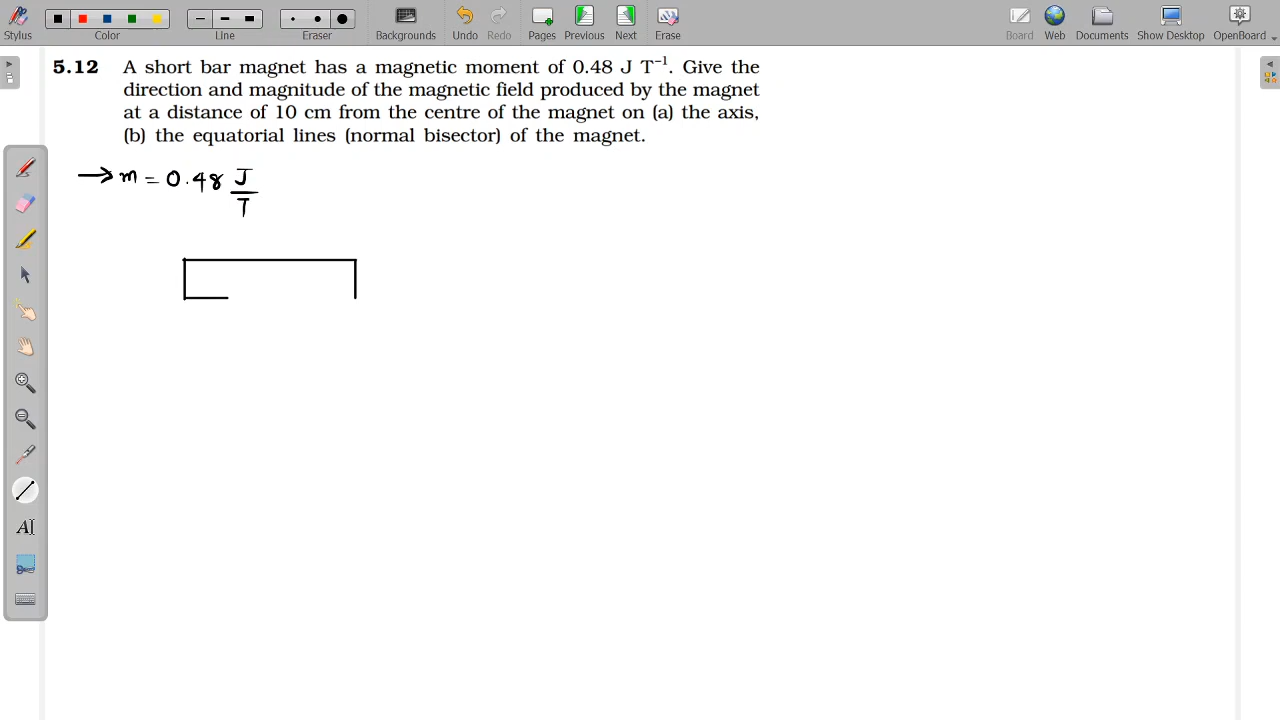 Stylus Color Line Eraser Backgrounds Undo Redo Pages Previous Next Erase Board Web Documents Show Desktop OpenBoard
5.12 A short bar magnet has a magnetic moment of 0.48 J T⁻¹. Give the
direction and magnitude of the magnetic field produced by the magnet
at a distance of 10 cm from the centre of the magnet on (a) the axis,
(b) the equatorial lines (normal bisector) of the magnet.
→ m = 0.48 J/T
AI